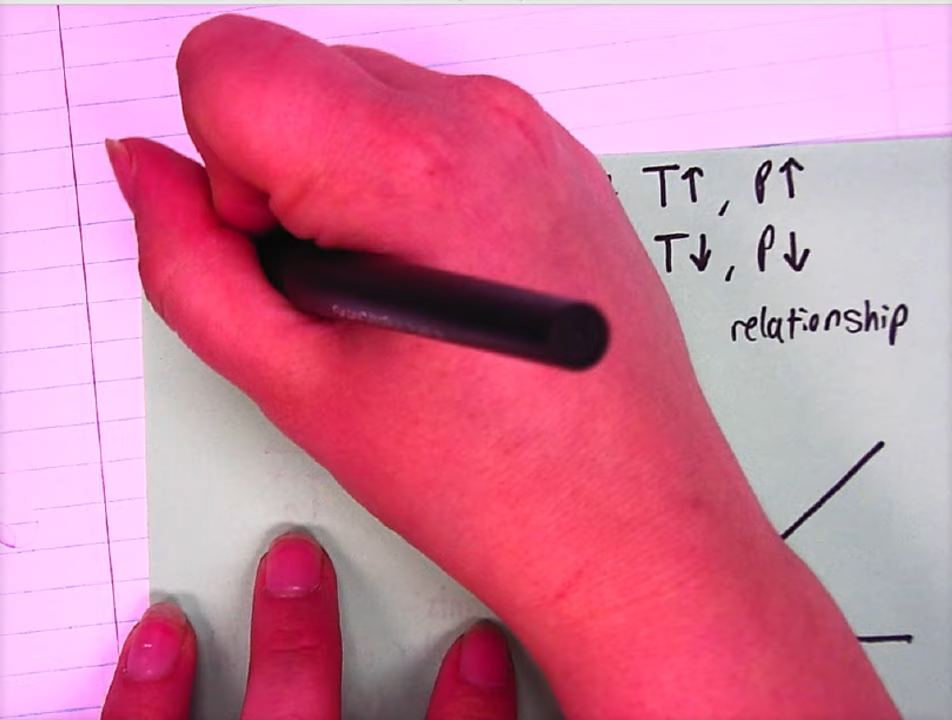 T↑, P↑
T↓, P↓
relationship